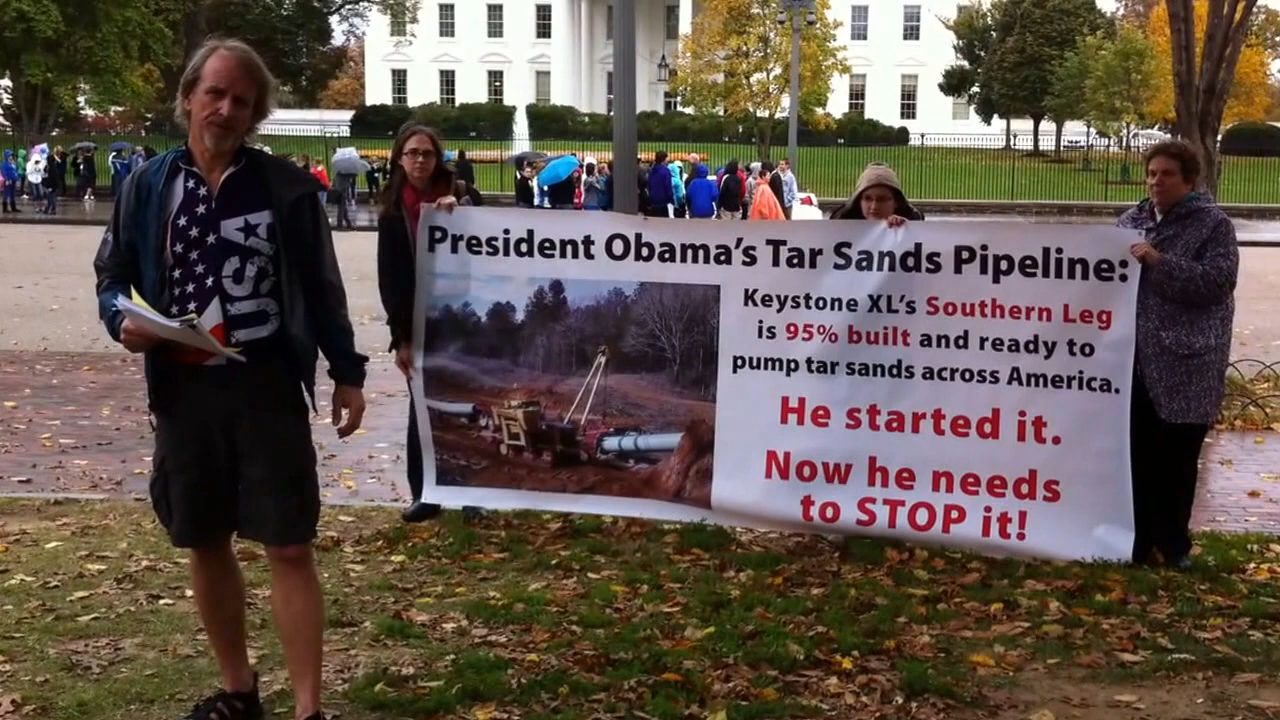 USA
President Obama's Tar Sands Pipeline:
Keystone XL's Southern Leg
is 95% built and ready to
pump tar sands across America.
He started it.
Now he needs
to STOP it!